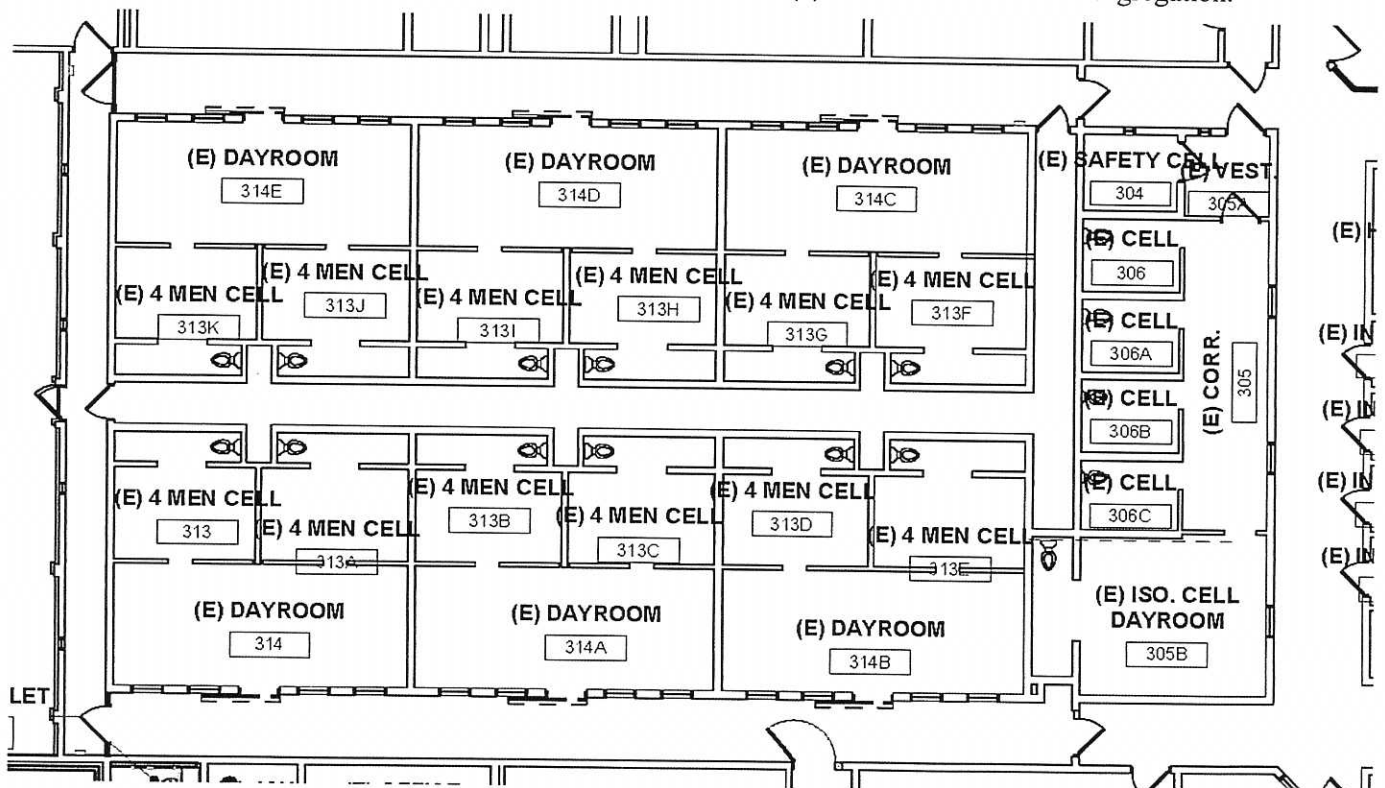 (E) DAYROOM
314E
(E) DAYROOM
314D
(E) DAYROOM
314C
(E) SAFETY CELL
304
(E) VEST.
305A
(E) 4 MEN CELL
313K
(E) 4 MEN CELL
313J
(E) 4 MEN CELL
313I
(E) 4 MEN CELL
313H
(E) 4 MEN CELL
313G
(E) 4 MEN CELL
313F
(E) CELL
306
(E) CELL
306A
(E) CELL
306B
(E) CELL
306C
(E) CORR.
305
(E) IN
(E) IN
(E) IN
(E) IN
(E) 4 MEN CELL
313
(E) 4 MEN CELL
313A
(E) 4 MEN CELL
313B
(E) 4 MEN CELL
313C
(E) 4 MEN CELL
313D
(E) 4 MEN CELL
313E
(E) DAYROOM
314
(E) DAYROOM
314A
(E) DAYROOM
314B
(E) ISO. CELL
DAYROOM
305B
LET